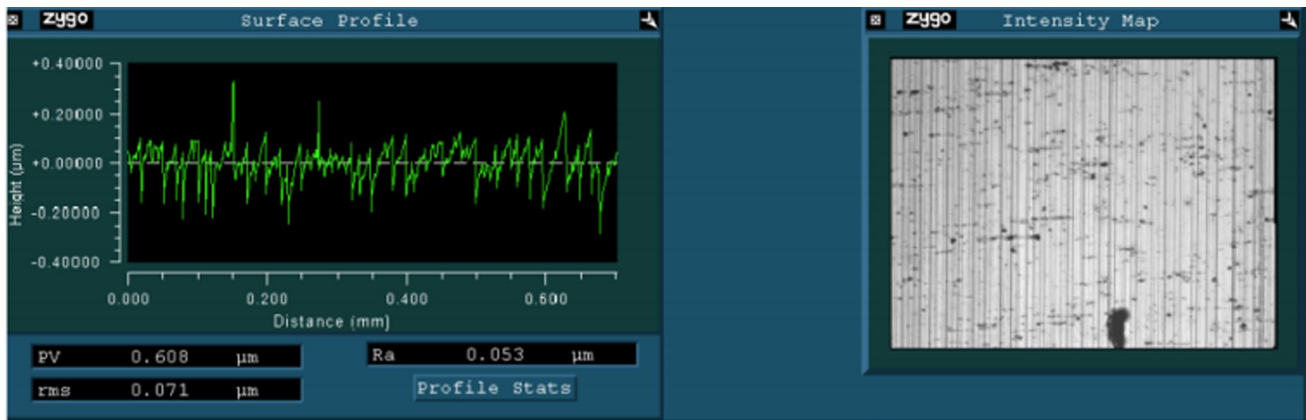 zygo Surface Profile
+0.40000
+0.20000
+0.00000
-0.20000
-0.40000
Height (µm)
0.000 0.200 0.400 0.600
Distance (mm)
PV 0.608 µm
rms 0.071 µm
Ra 0.053 µm
Profile Stats
zygo Intensity Map